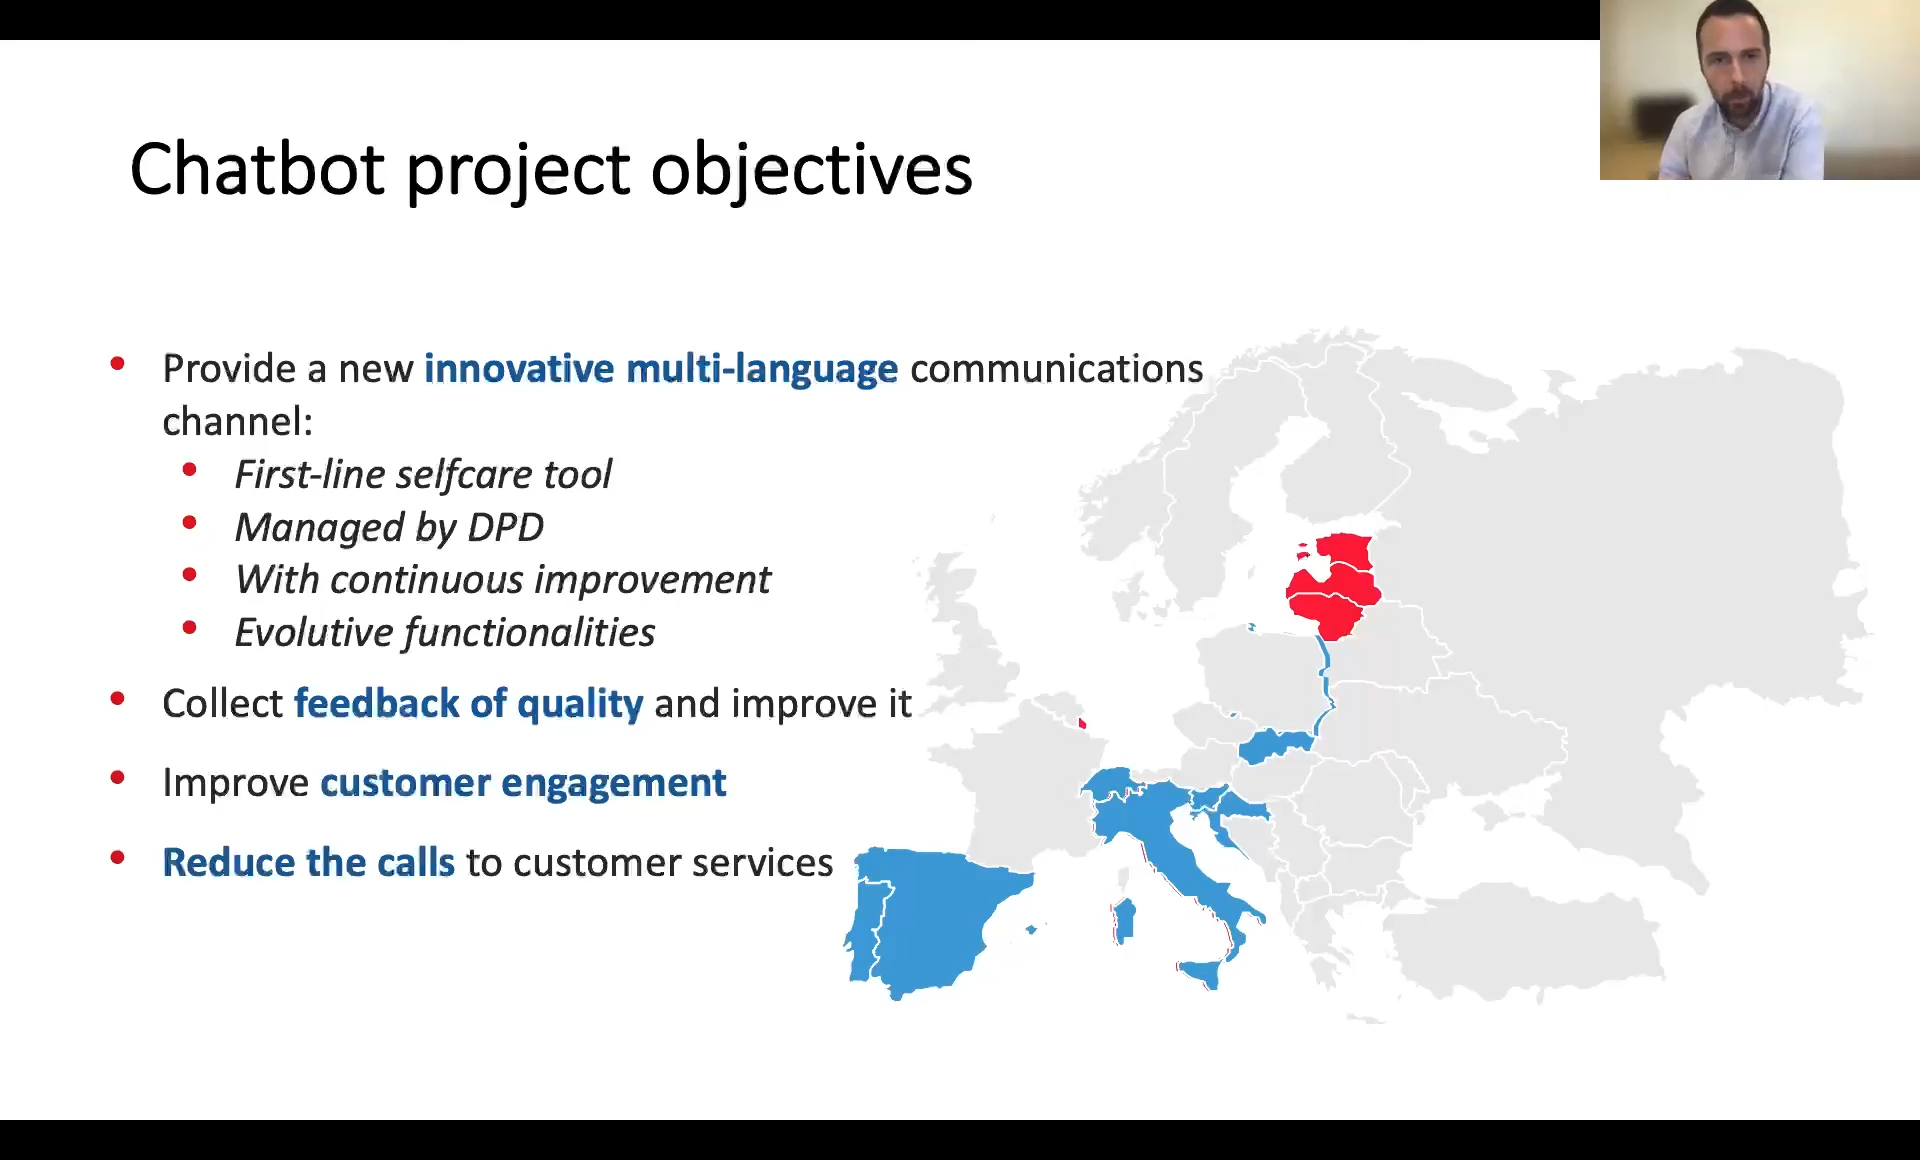 Chatbot project objectives
• Provide a new innovative multi-language communications
channel:
• First-line selfcare tool
• Managed by DPD
• With continuous improvement
• Evolutive functionalities
• Collect feedback of quality and improve it
• Improve customer engagement
• Reduce the calls to customer services